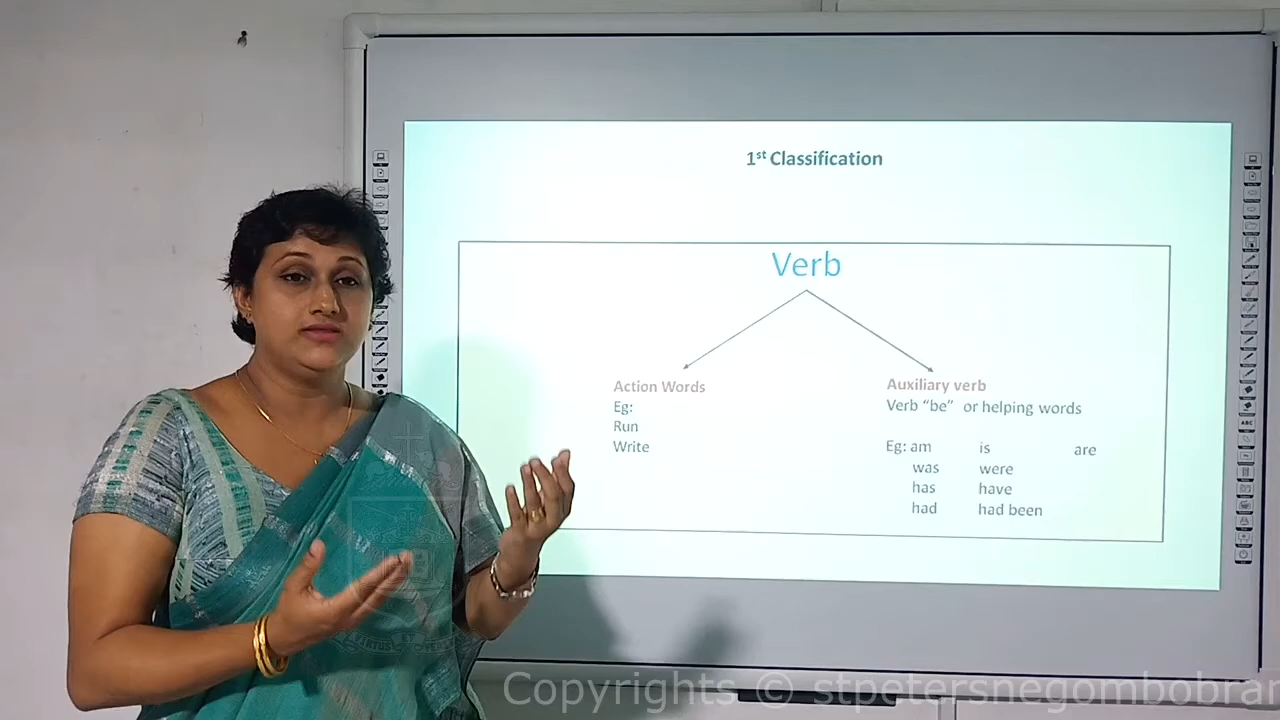 1st Classification
Verb
Action Words
Eg:
Run
Write
Auxiliary verb
Verb "be" or helping words
Eg: am is are
was were
has have
had had been
ABC
Copyrights © stpetersnegombobran